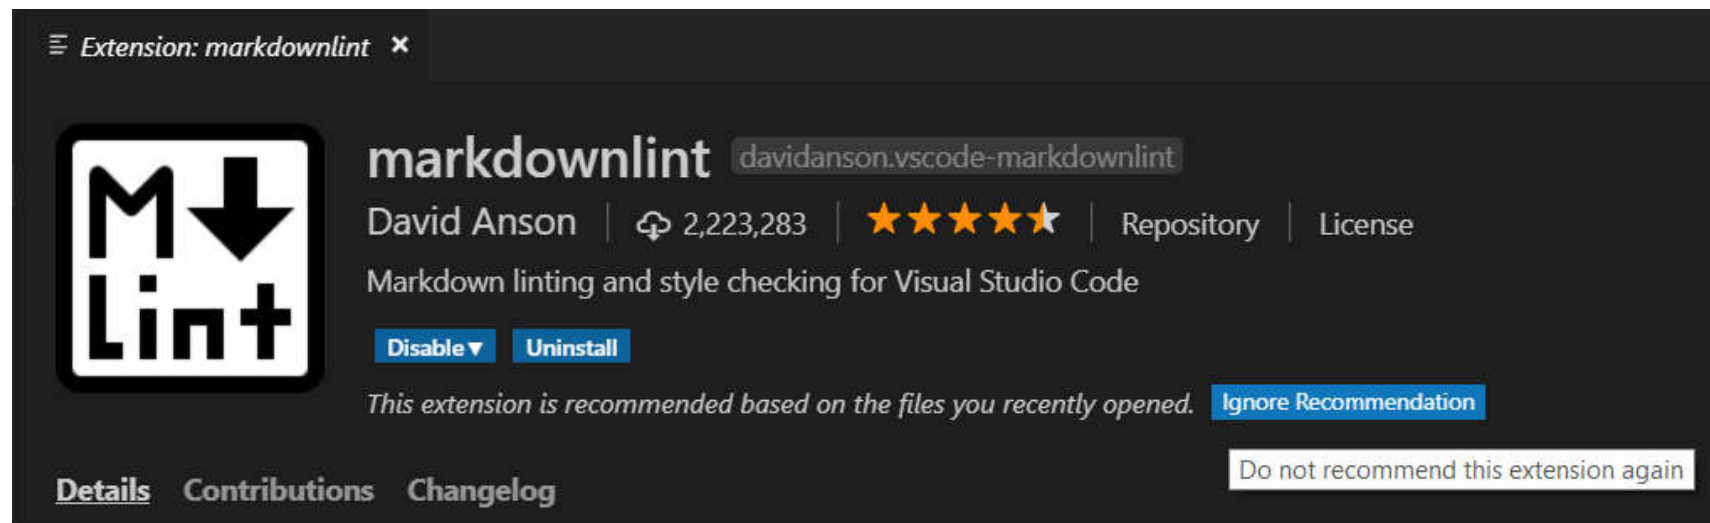 Extension: markdownlint
M
Lint
markdownlint davidanson.vscode-markdownlint
David Anson 2,223,283 Repository License
Markdown linting and style checking for Visual Studio Code
Disable▼ Uninstall
This extension is recommended based on the files you recently opened. Ignore Recommendation
Do not recommend this extension again
Details Contributions Changelog